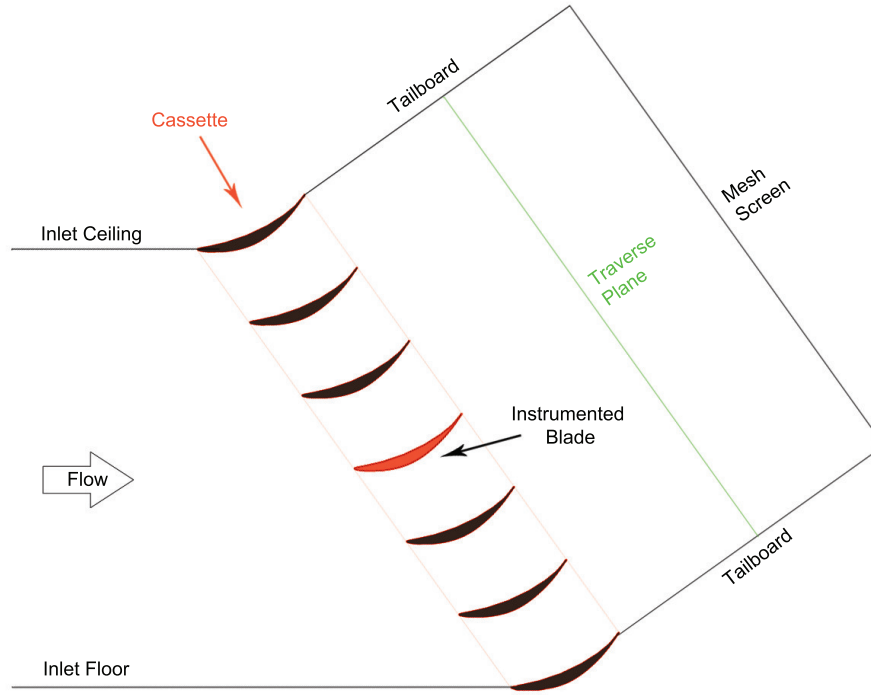 Tailboard
Cassette
Mesh
Screen
Inlet Ceiling
Traverse
Plane
Instrumented
Blade
Flow
Tailboard
Inlet Floor